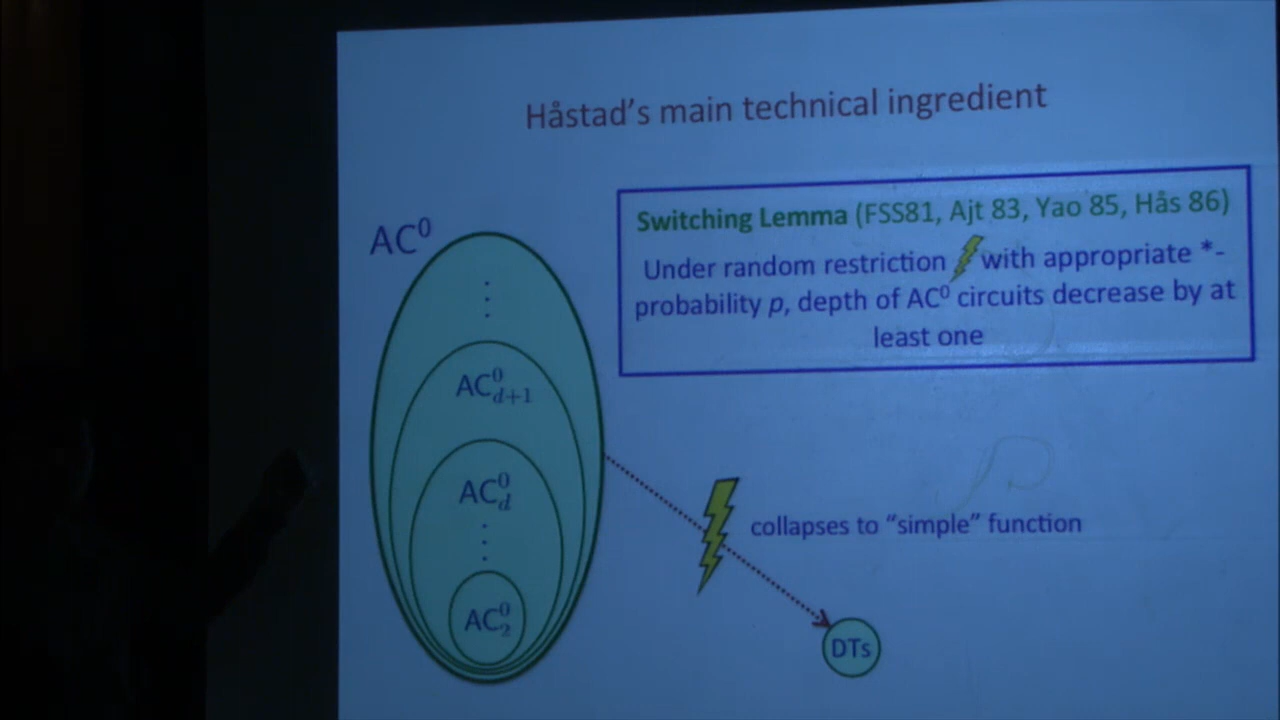 Håstad's main technical ingredient
Switching Lemma (FSS81, Ajt 83, Yao 85, Hås 86)
Under random restriction with appropriate *-
probability p, depth of AC⁰ circuits decrease by at
least one
AC⁰
⋮
AC⁰_{d+1}
AC⁰_d
⋮
AC⁰_2
collapses to “simple” function
DTs